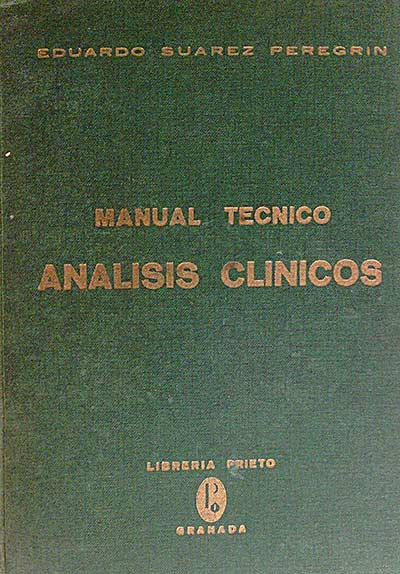 EDUARDO SUAREZ PEREGRIN
MANUAL TECNICO
ANALISIS CLINICOS
LIBRERIA PRIETO
GRANADA